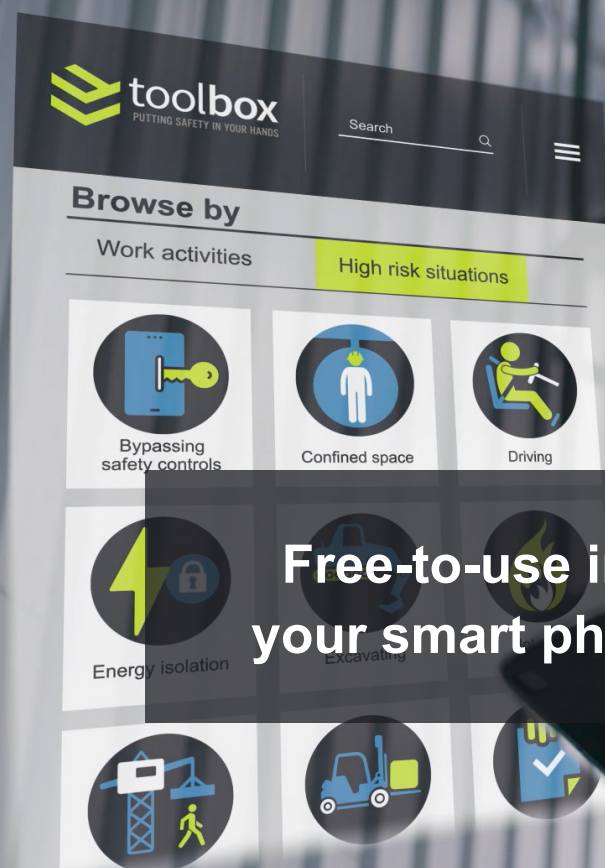 toolbox
PUTTING SAFETY IN YOUR HANDS
Search
Browse by
Work activities
High risk situations
Bypassing
safety controls
Confined space
Driving
Free-to-use
your smart
Energy isolation
Excavating